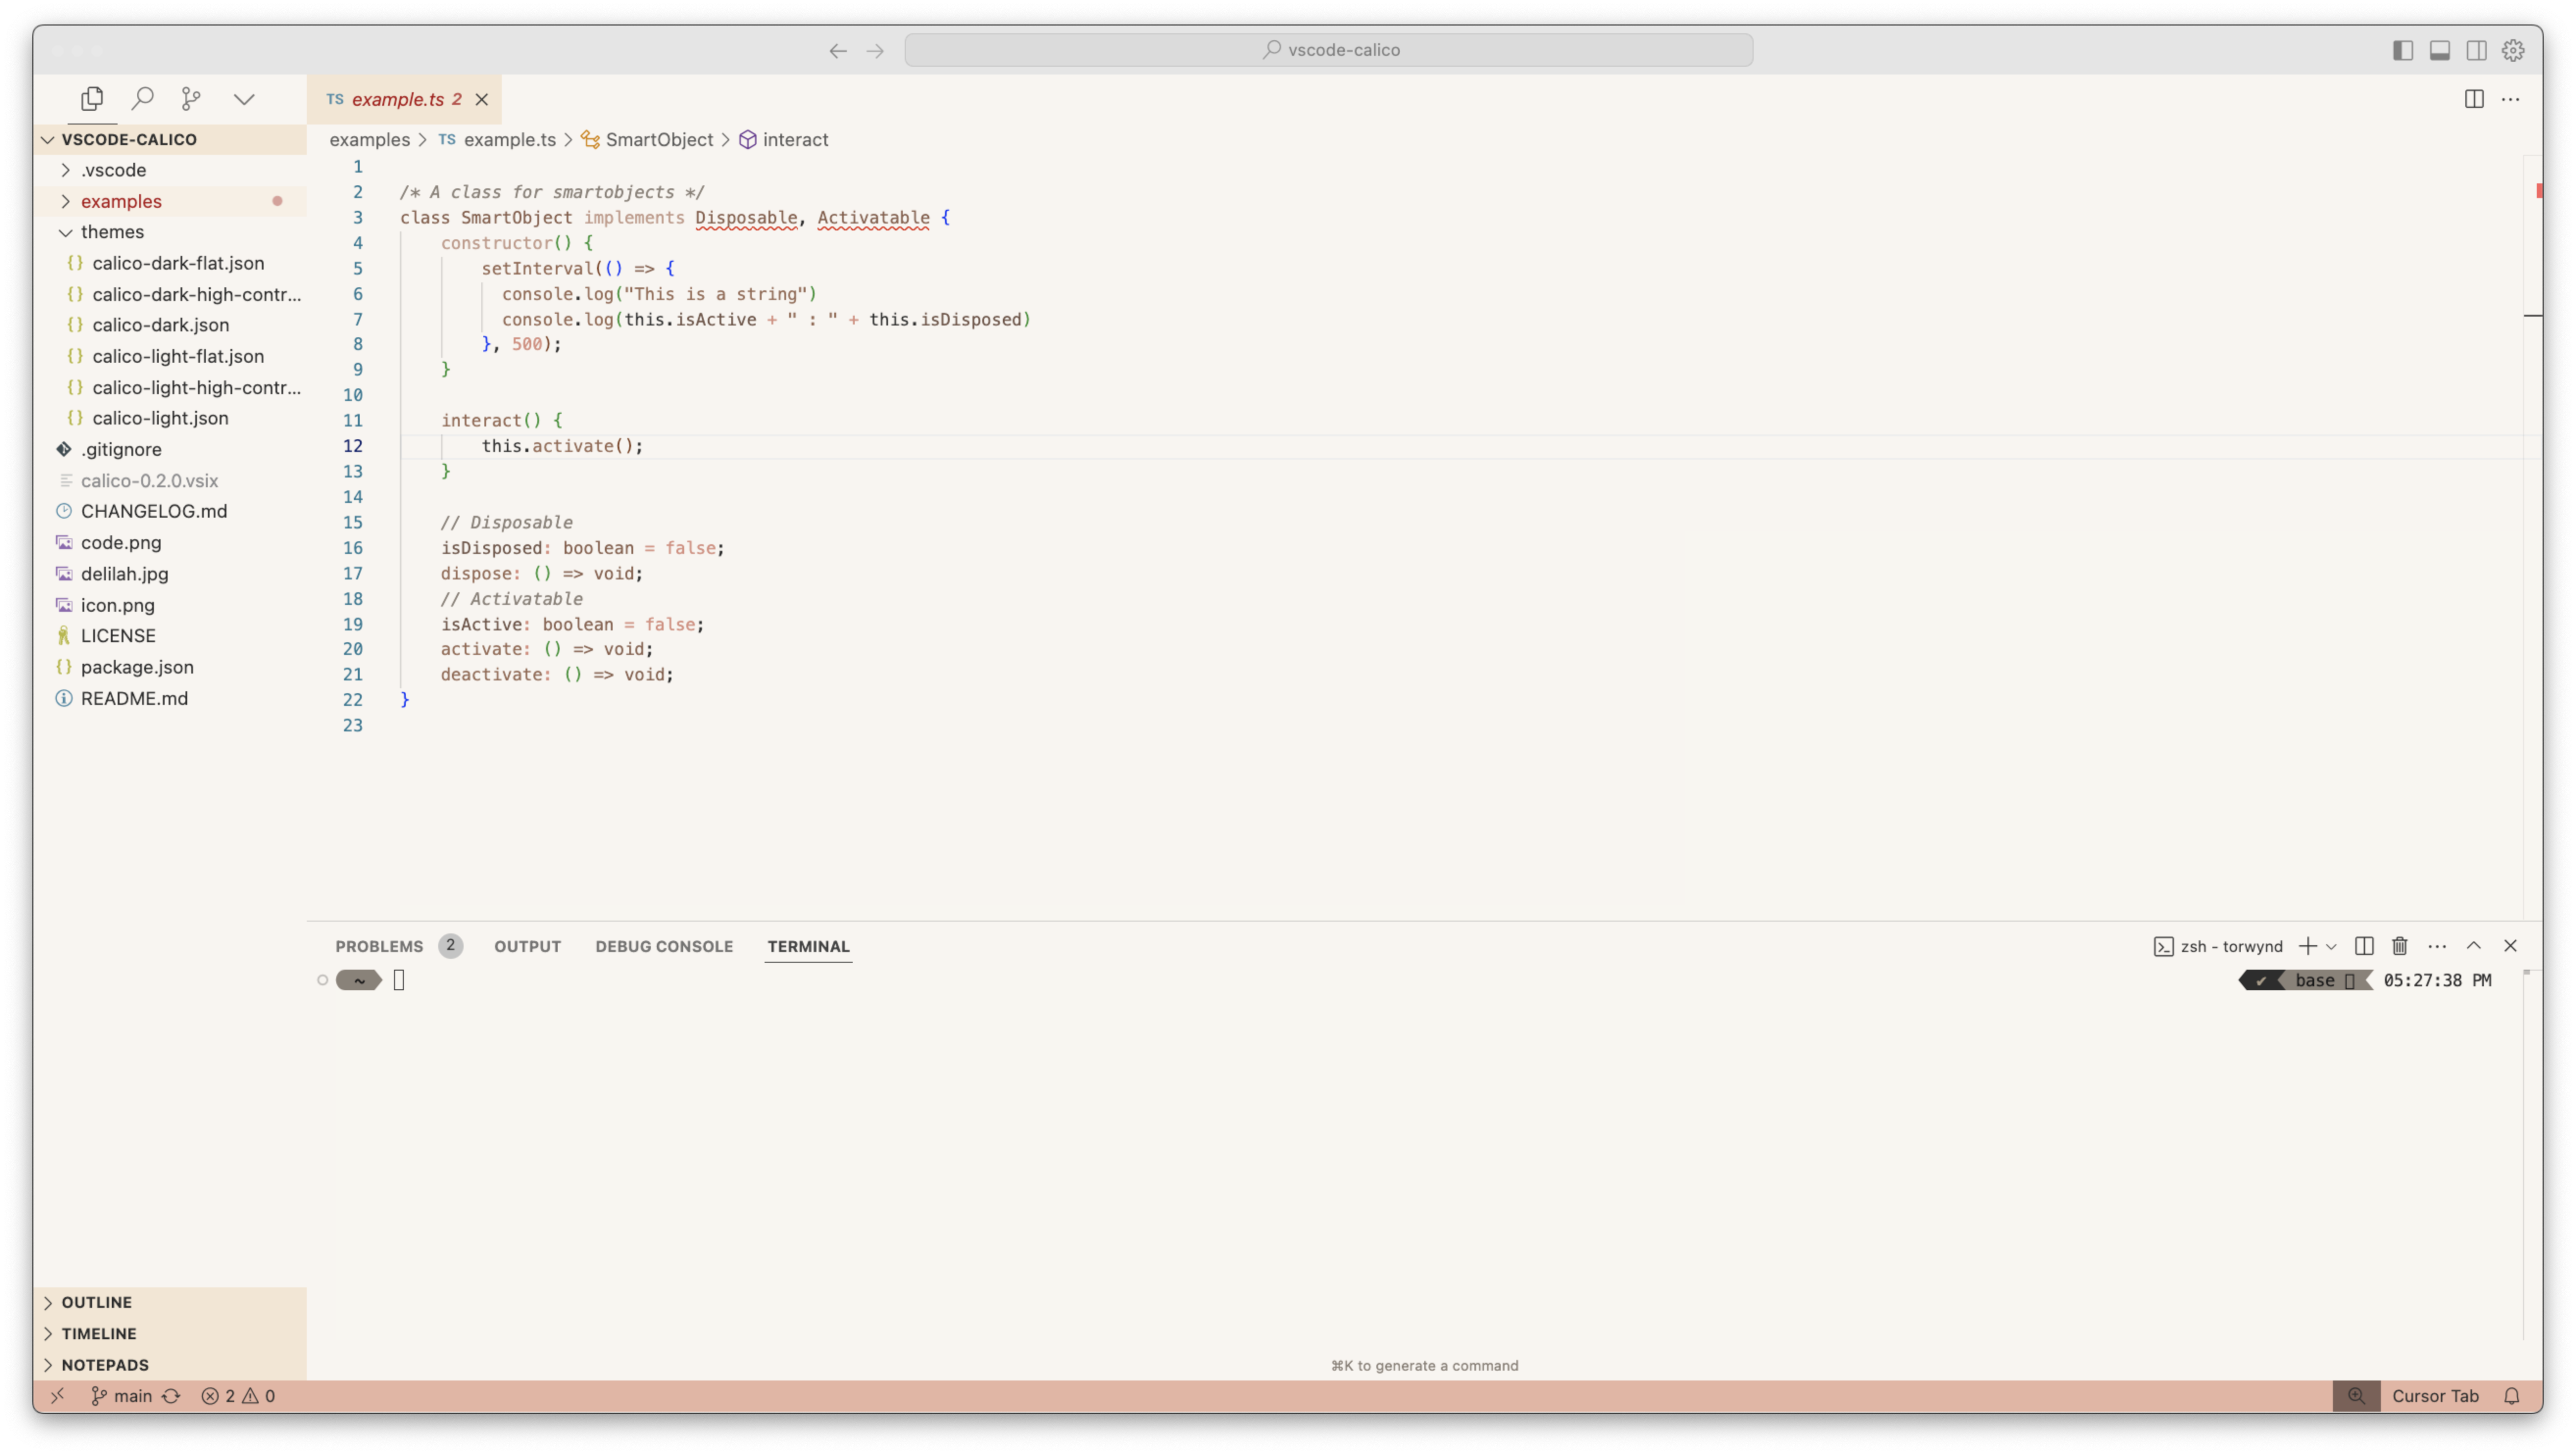 vscode-calico
TS example.ts 2
VSCODE-CALICO
.vscode
examples
themes
{} calico-dark-flat.json
{} calico-dark-high-contr...
{} calico-dark.json
{} calico-light-flat.json
{} calico-light-high-contr...
{} calico-light.json
.gitignore
calico-0.2.0.vsix
CHANGELOG.md
code.png
delilah.jpg
icon.png
LICENSE
{} package.json
README.md
OUTLINE
TIMELINE
NOTEPADS
examples > TS example.ts > SmartObject > interact
1
2 /* A class for smartobjects */
3 class SmartObject implements Disposable, Activatable {
4 constructor() {
5 setInterval(() => {
6 console.log("This is a string")
7 console.log(this.isActive + " : " + this.isDisposed)
8 }, 500);
9 }
10
11 interact() {
12 this.activate();
13 }
14
15 // Disposable
16 isDisposed: boolean = false;
17 dispose: () => void;
18 // Activatable
19 isActive: boolean = false;
20 activate: () => void;
21 deactivate: () => void;
22 }
23
PROBLEMS 2 OUTPUT DEBUG CONSOLE TERMINAL
zsh - torwynd
~
✔ base 05:27:38 PM
⌘K to generate a command
main 2 0
Cursor Tab